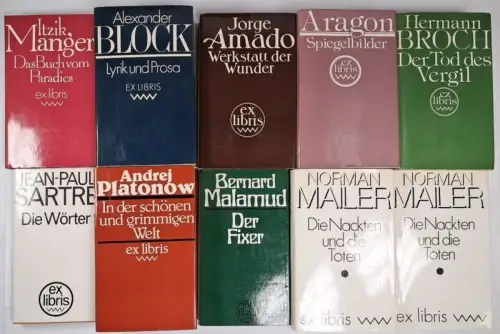 Itzik
Manger
Das Buch vom
Paradies
ex libris
Alexander
BLOCK
Lyrik und Prosa
EX LIBRIS
Jorge
Amado
Werkstatt der
Wunder
ex
libris
Aragon
Spiegelbilder
ex
libris
Hermann
BROCH
Der Tod des
Vergil
ex
libris
JEAN-PAUL
SARTRE
Die Wörter
ex
libris
Andrej
Platonow
In der schönen
und grimmigen
Welt
ex libris
Bernard
Malamud
Der
Fixer
ex
libris
NORMAN
MAILER
Die Nackten
und die
Toten
ex libris
NORMAN
MAILER
Die Nackten
und die
Toten
ex libris